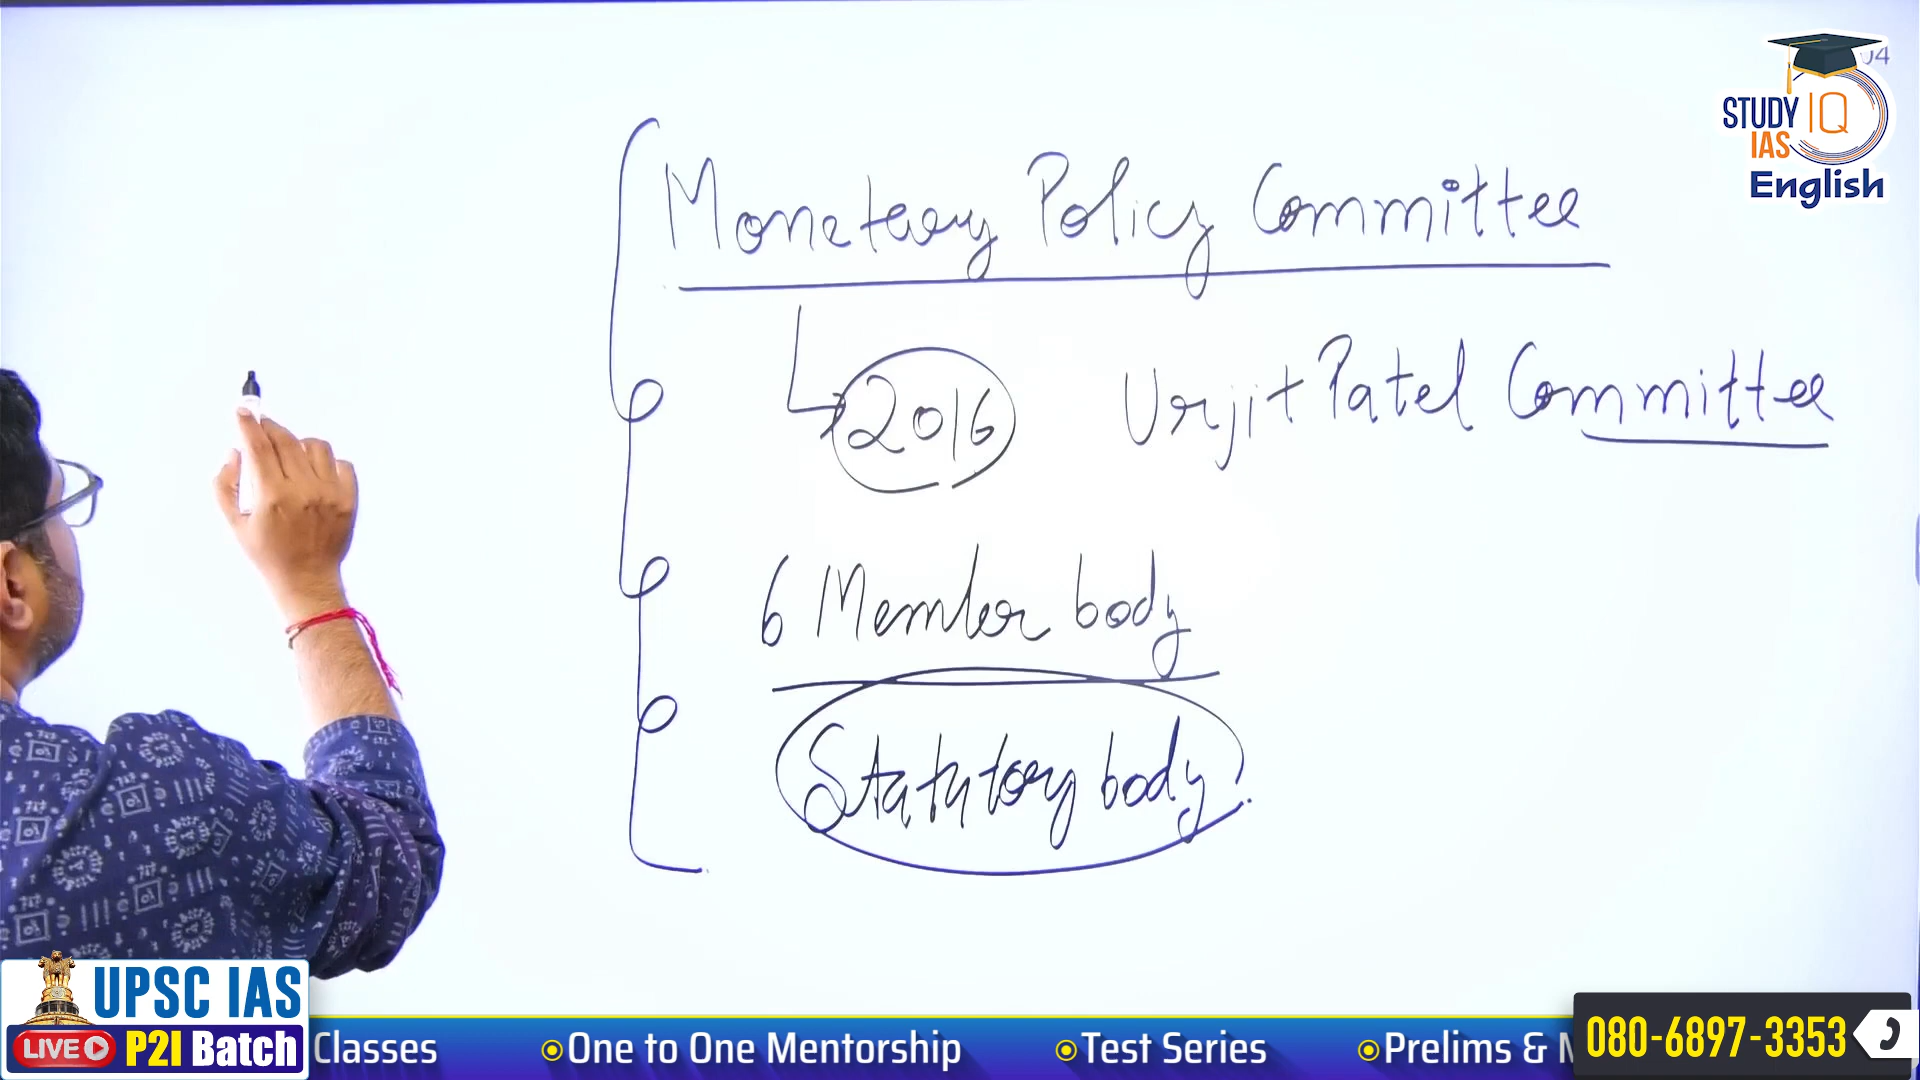 04
STUDY IQ
IAS
English
Monetary Policy Committee
2016 Urjit Patel Committee
6 Member body
Statutory body.
UPSC IAS
LIVE P2I Batch
Classes One to One Mentorship Test Series Prelims & M
080-6897-3353